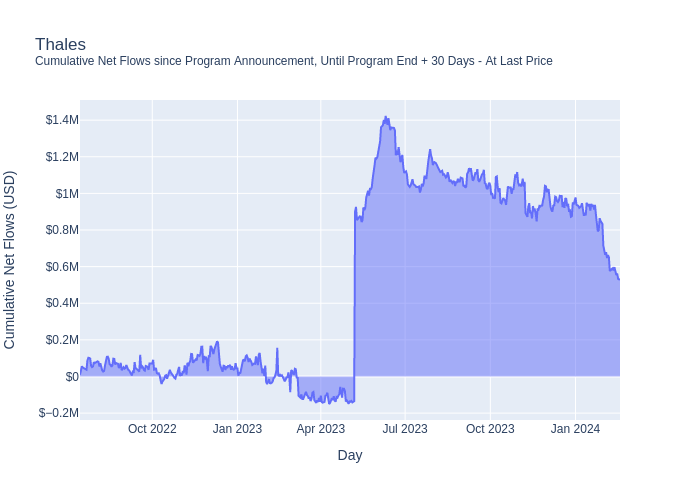 Thales
Cumulative Net Flows since Program Announcement, Until Program End + 30 Days - At Last Price
Cumulative Net Flows (USD)
$1.4M
$1.2M
$1M
$0.8M
$0.6M
$0.4M
$0.2M
$0
$−0.2M
Oct 2022
Jan 2023
Apr 2023
Jul 2023
Oct 2023
Jan 2024
Day